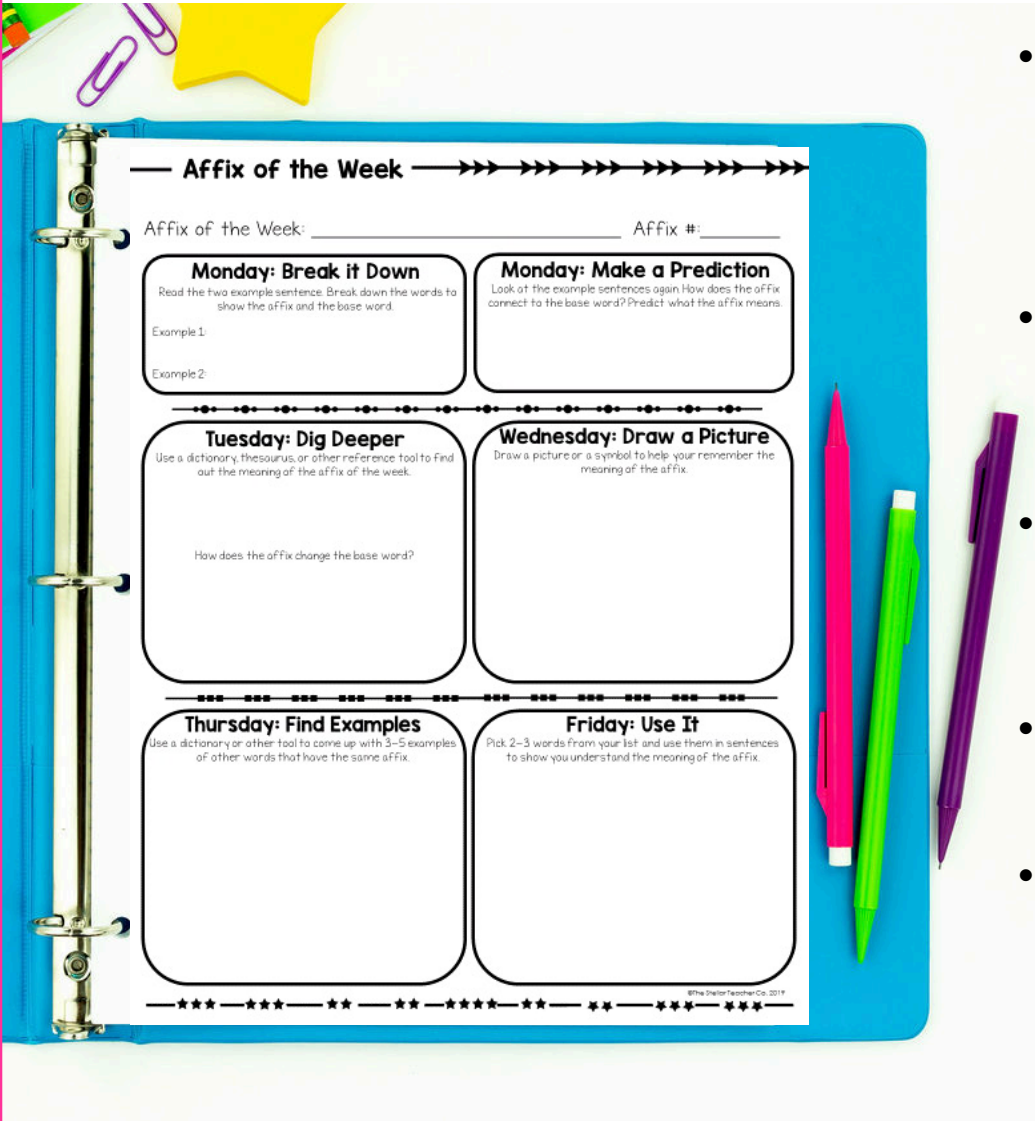 Affix of the Week
Affix of the Week: Affix #:
Monday: Break it Down
Read the two example sentence. Break down the words to
show the affix and the base word.
Example 1:
Example 2:
Monday: Make a Prediction
Look at the example sentences again. How does the affix
connect to the base word? Predict what the affix means.
Tuesday: Dig Deeper
Use a dictionary, thesaurus, or other reference tool to find
out the meaning of the affix of the week.
How does the affix change the base word?
Wednesday: Draw a Picture
Draw a picture or a symbol to help your remember the
meaning of the affix.
Thursday: Find Examples
Use a dictionary or other tool to come up with 3-5 examples
of other words that have the same affix.
Friday: Use It
Pick 2-3 words from your list and use them in sentences
to show you understand the meaning of the affix.
©The Stellar Teacher Co. 2019